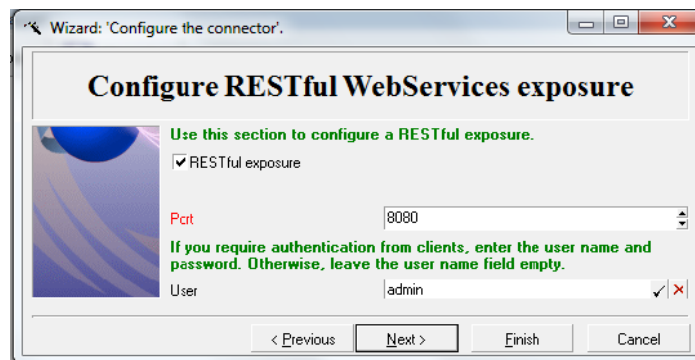 Wizard: 'Configure the connector'.
Configure RESTful WebServices exposure
Use this section to configure a RESTful exposure.
RESTful exposure
Port
8080
If you require authentication from clients, enter the user name and
password. Otherwise, leave the user name field empty.
User
admin
< Previous
Next >
Finish
Cancel